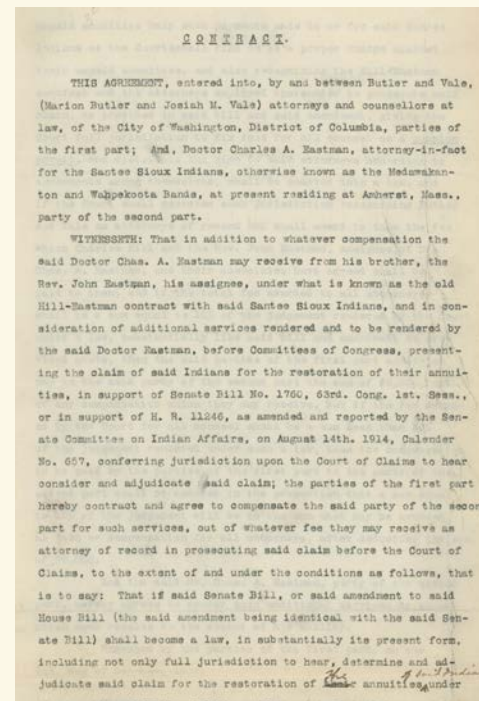 CONTRACT.
THIS AGREEMENT, entered into, by and between Butler and Vale,
(Marion Butler and Josiah M. Vale) attorneys and counsellors at
law, of the City of Washington, District of Columbia, parties of
the first part; And, Doctor Charles A. Eastman, attorney-in-fact
for the Santee Sioux Indians, otherwise known as the Medawakan-
ton and Wahpekoota Bands, at present residing at Amherst, Mass.,
party of the second part.
WITNESSETH: That in addition to whatever compensation the
said Doctor Chas. A. Eastman may receive from his brother, the
Rev. John Eastman, his assignee, under what is known as the old
Hill-Eastman contract with said Santee Sioux Indians, and in con-
sideration of additional services rendered and to be rendered by
the said Doctor Eastman, before Committees of Congress, present-
ing the claim of said Indians for the restoration of their annui-
ties, in support of Senate Bill No. 1760, 63rd. Cong. 1st. Sess.,
or in support of H. R. 11246, as amended and reported by the Sen-
ate Committee on Indian Affairs, on August 14th. 1914, Calender
No. 657, conferring jurisdiction upon the Court of Claims to hear
consider and adjudicate said claim; the parties of the first part
hereby contract and agree to compensate the said party of the secon
part for such services, out of whatever fee they may receive as
attorney of record in prosecuting said claim before the Court of
Claims, to the extent of and under the conditions as follows, that
is to say: That if said Senate Bill, or said amendment to said
House Bill (the said amendment being identical with the said Sen-
ate Bill) shall become a law, in substantially its present form,
including not only full jurisdiction to hear, determine and ad-
judicate said claim for the restoration of the annuities of said Indian under